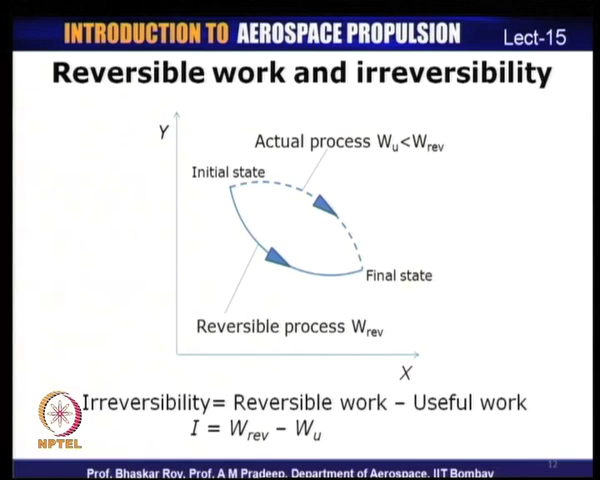 INTRODUCTION TO AEROSPACE PROPULSION
Lect-15
Reversible work and irreversibility
Y
Actual process Wu<Wrev
Initial state
Final state
Reversible process Wrev
X
Irreversibility= Reversible work – Useful work
I = Wrev – Wu
NPTEL
12
Prof. Bhaskar Roy, Prof. A M Pradeep, Department of Aerospace, IIT Bombay